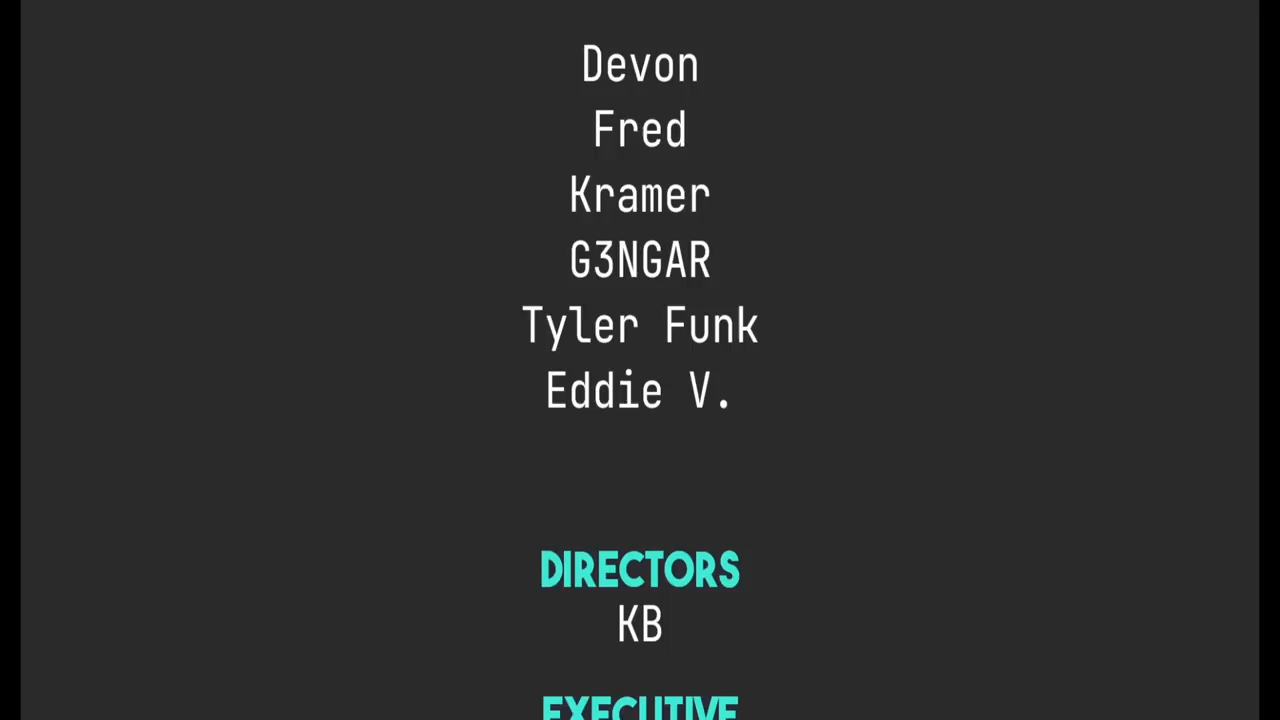 Devon
Fred
Kramer
G3NGAR
Tyler Funk
Eddie V.
DIRECTORS
KB
EXECUTIVE